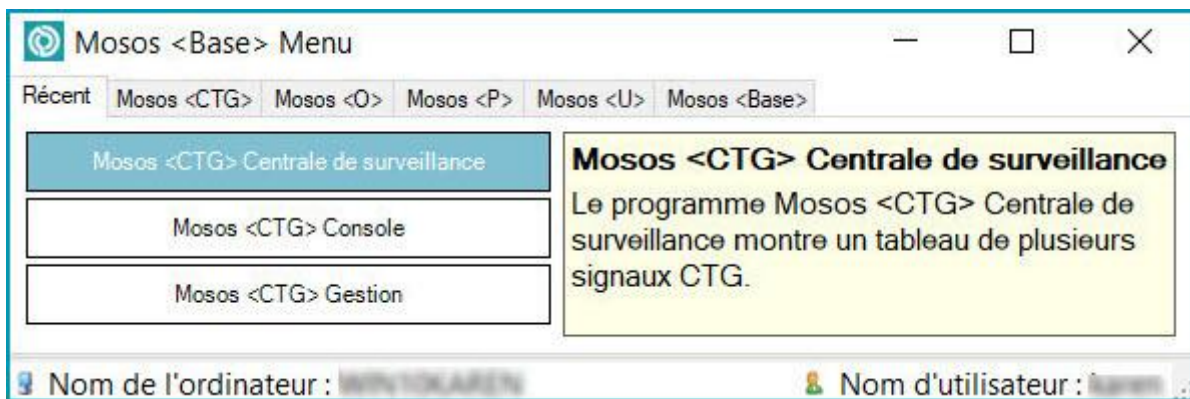 Mosos <Base> Menu
Récent Mosos <CTG> Mosos <O> Mosos <P> Mosos <U> Mosos <Base>
Mosos <CTG> Centrale de surveillance
Mosos <CTG> Console
Mosos <CTG> Gestion
Mosos <CTG> Centrale de surveillance
Le programme Mosos <CTG> Centrale de
surveillance montre un tableau de plusieurs
signaux CTG.
Nom de l'ordinateur :
Nom d'utilisateur :